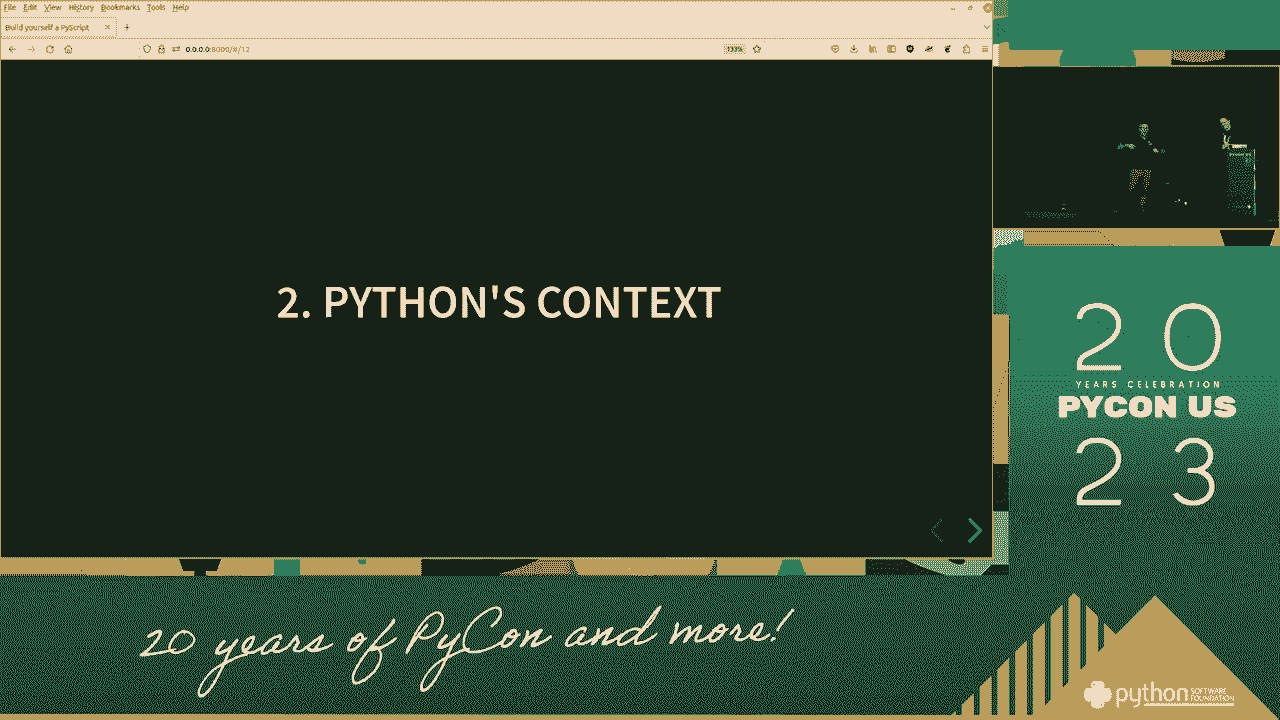 File Edit View History Bookmarks Tools Help
Build yourself a PyScript
0.0.0.0:8000/#/12
133%
2. PYTHON'S CONTEXT
20
YEARS CELEBRATION
PYCON US
23
20 years of PyCon and more!
python SOFTWARE
FOUNDATION